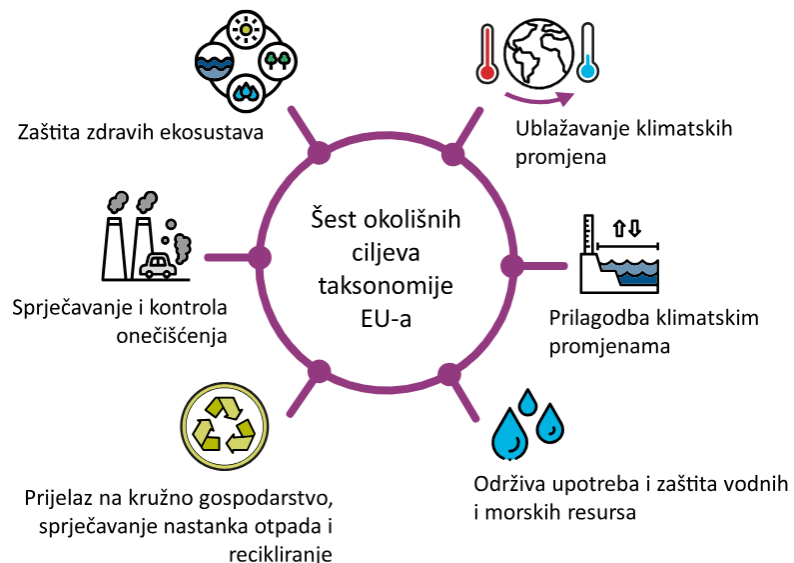 Šest okolišnih
ciljeva
taksonomije
EU-a
Ublažavanje klimatskih
promjena
Prilagodba klimatskim
promjenama
Održiva upotreba i zaštita vodnih
i morskih resursa
Prijelaz na kružno gospodarstvo,
sprječavanje nastanka otpada i
recikliranje
Sprječavanje i kontrola
onečišćenja
Zaštita zdravih ekosustava